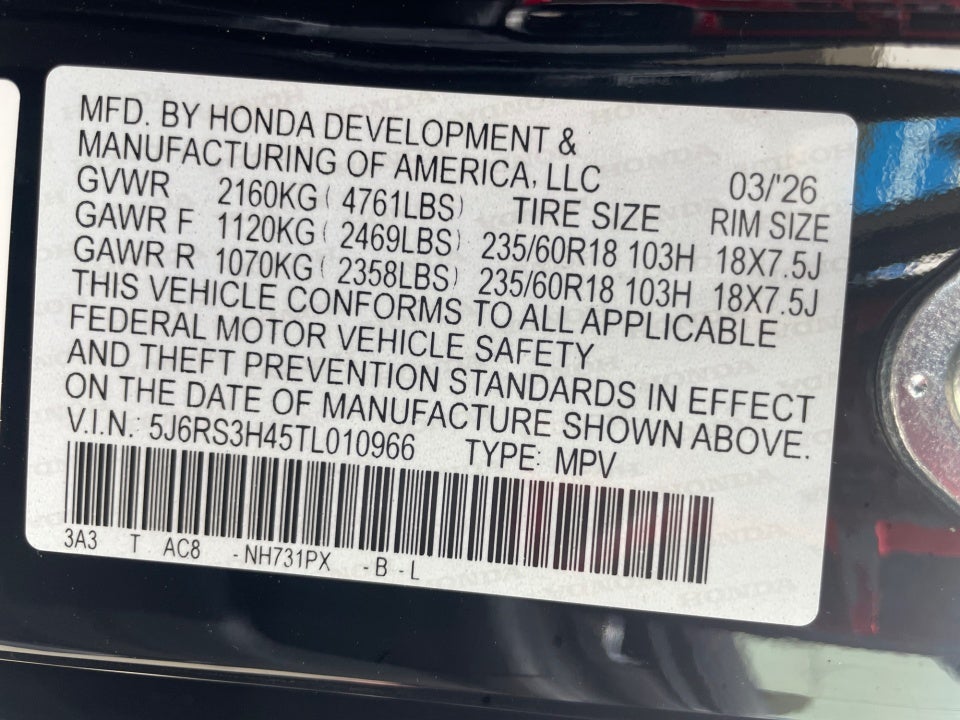 MFD. BY HONDA DEVELOPMENT &
MANUFACTURING OF AMERICA, LLC 03/'26
GVWR 2160KG ( 4761LBS) TIRE SIZE RIM SIZE
GAWR F 1120KG ( 2469LBS) 235/60R18 103H 18X7.5J
GAWR R 1070KG ( 2358LBS) 235/60R18 103H 18X7.5J
THIS VEHICLE CONFORMS TO ALL APPLICABLE
FEDERAL MOTOR VEHICLE SAFETY
AND THEFT PREVENTION STANDARDS IN EFFECT
ON THE DATE OF MANUFACTURE SHOWN ABOVE.
V.I.N.: 5J6RS3H45TL010966 TYPE: MPV
3A3 T AC8 -NH731PX -B -L